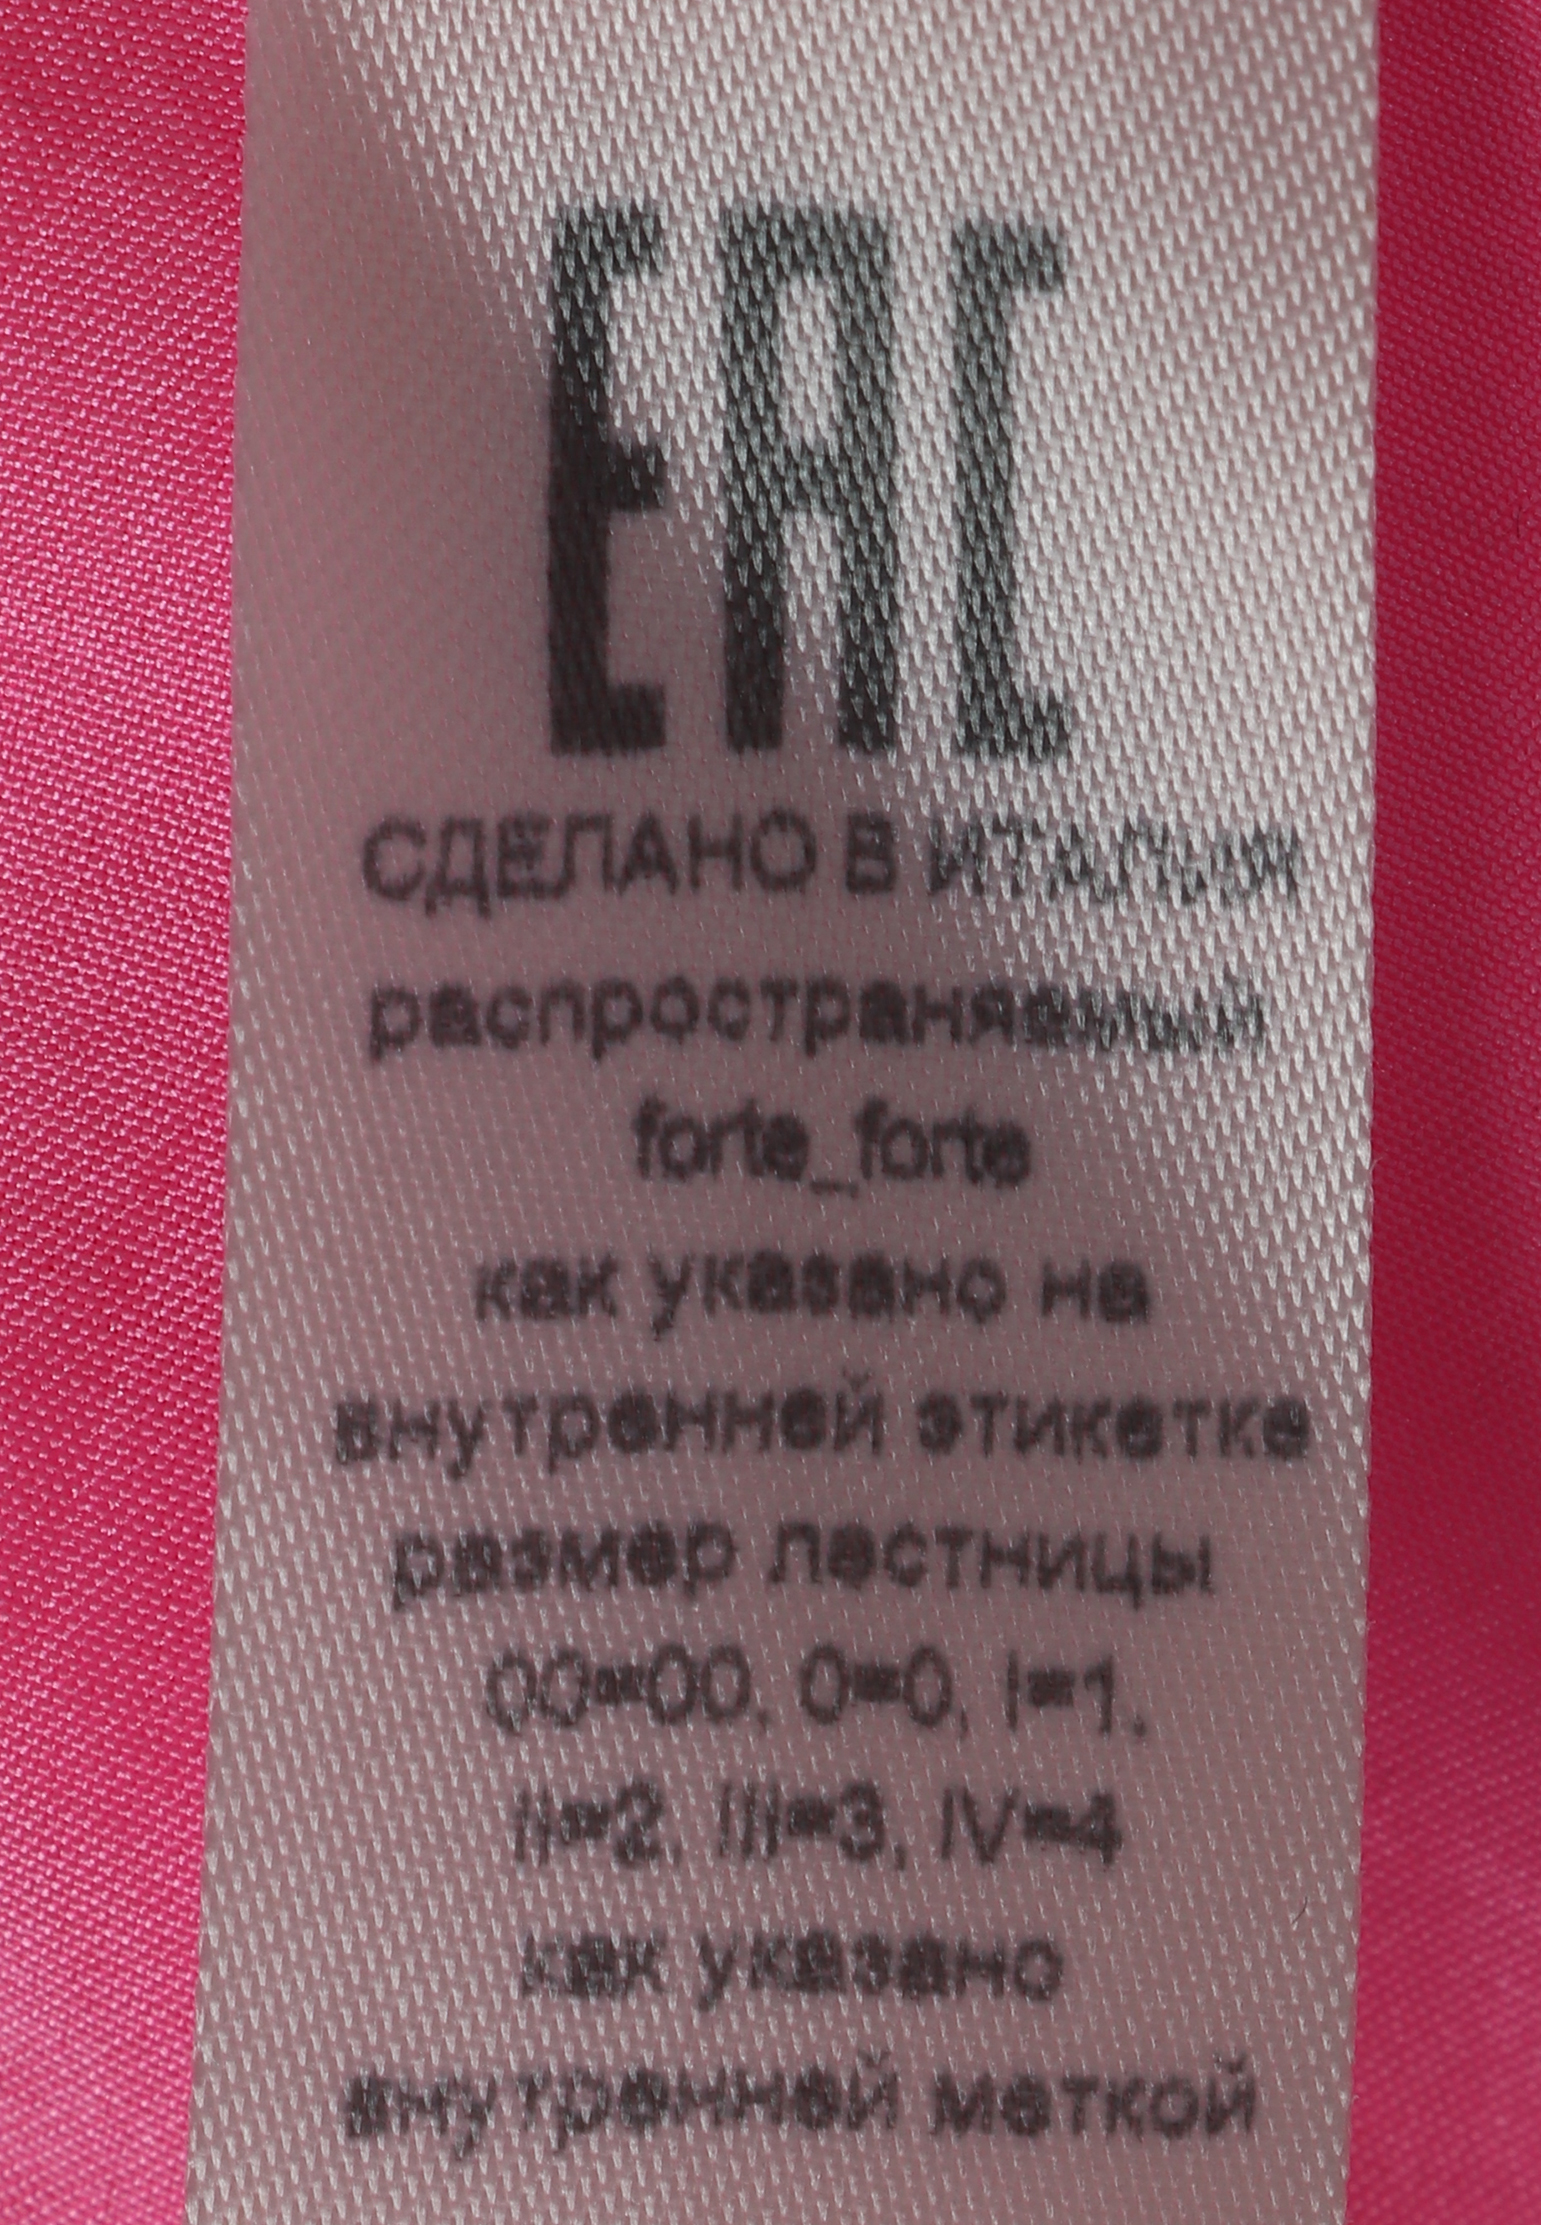 EAC
СДЕЛАНО В ИТАЛЬЯ
распространяемый
forte_forte
как указано на
внутренней этикетке
размер лестницы
00=00, 0=0, I=1,
II=2, III=3, IV=4
как указано
внутренней меткой